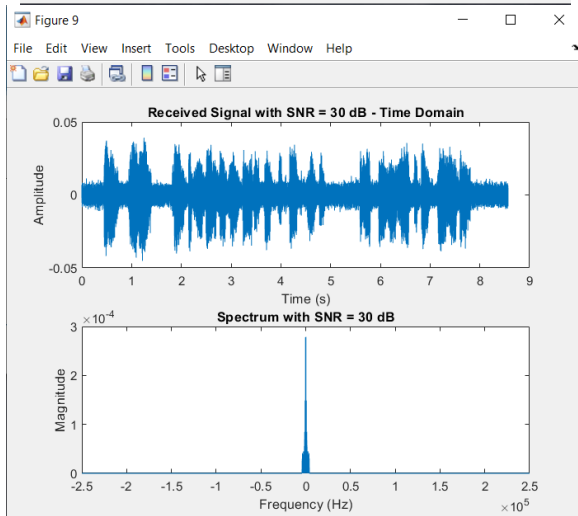 Figure 9
File Edit View Insert Tools Desktop Window Help
Received Signal with SNR = 30 dB - Time Domain
0.05
0
-0.05
Amplitude
0 1 2 3 4 5 6 7 8 9
Time (s)
Spectrum with SNR = 30 dB
×10⁻⁴
3
2
1
0
Magnitude
-2.5 -2 -1.5 -1 -0.5 0 0.5 1 1.5 2 2.5
Frequency (Hz)
×10⁵